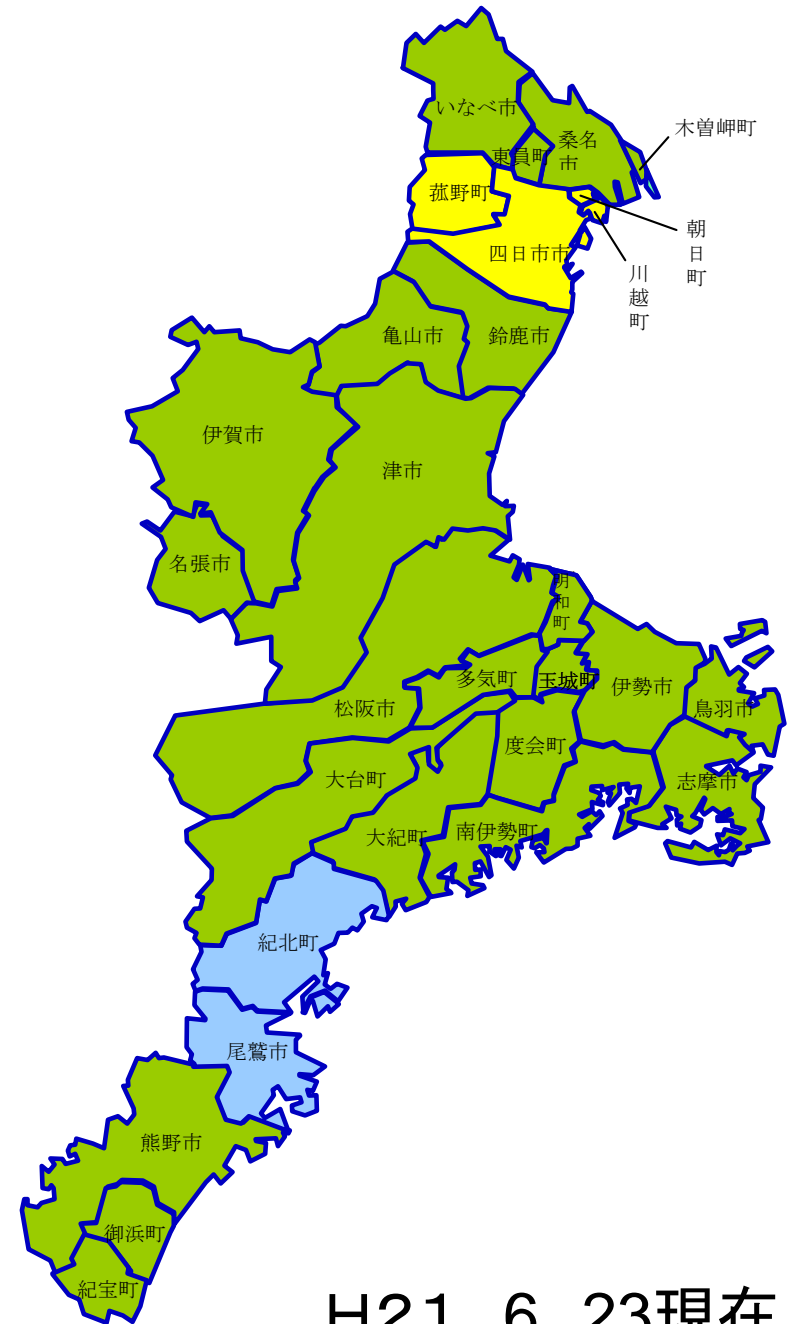 いなべ市
東員町
桑名
市
木曽岬町
菰野町
四日市市
朝
日
町
川
越
町
亀山市
鈴鹿市
伊賀市
津市
名張市
明
和
町
多気町
玉城町
伊勢市
鳥羽市
松阪市
度会町
大台町
志摩市
大紀町
南伊勢町
紀北町
尾鷲市
熊野市
御浜町
紀宝町
H21．6．23現在